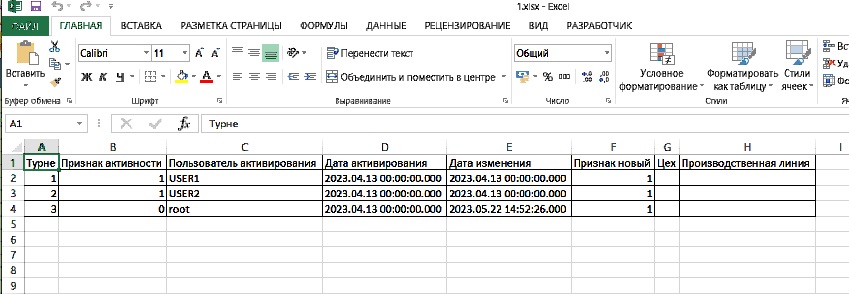 1.xlsx - Excel
ФАЙЛ ГЛАВНАЯ ВСТАВКА РАЗМЕТКА СТРАНИЦЫ ФОРМУЛЫ ДАННЫЕ РЕЦЕНЗИРОВАНИЕ ВИД РАЗРАБОТЧИК
Вставить
Буфер обмена
Calibri 11
Ж К Ч
Шрифт
Перенести текст
Объединить и поместить в центре
Выравнивание
Общий
% 000
Число
Условное форматирование
Форматировать как таблицу
Стили ячеек
Стили
Вст
Уда
Фо
A1 fx Турне
A B C D E F G H I
1 Турне Признак активности Пользователь активирования Дата активирования Дата изменения Признак новый Цех Производственная линия
2 1 1 USER1 2023.04.13 00:00:00.000 2023.04.13 00:00:00.000 1
3 2 1 USER2 2023.04.13 00:00:00.000 2023.04.13 00:00:00.000 1
4 3 0 root 2023.04.13 00:00:00.000 2023.05.22 14:52:26.000 1
5
6
7
8
9